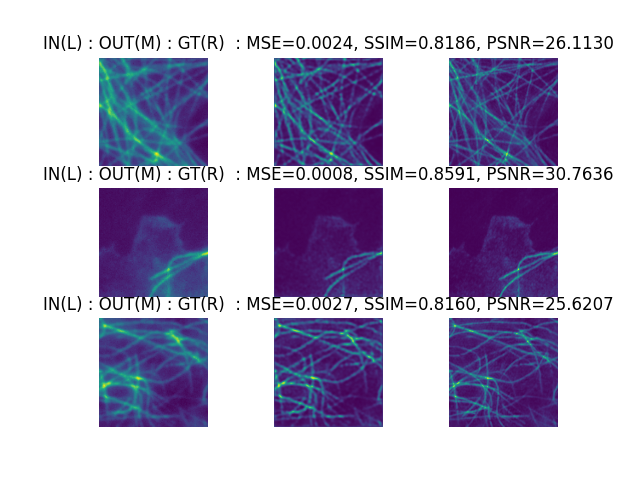 IN(L) : OUT(M) : GT(R)  : MSE=0.0024, SSIM=0.8186, PSNR=26.1130
IN(L) : OUT(M) : GT(R)  : MSE=0.0008, SSIM=0.8591, PSNR=30.7636
IN(L) : OUT(M) : GT(R)  : MSE=0.0027, SSIM=0.8160, PSNR=25.6207